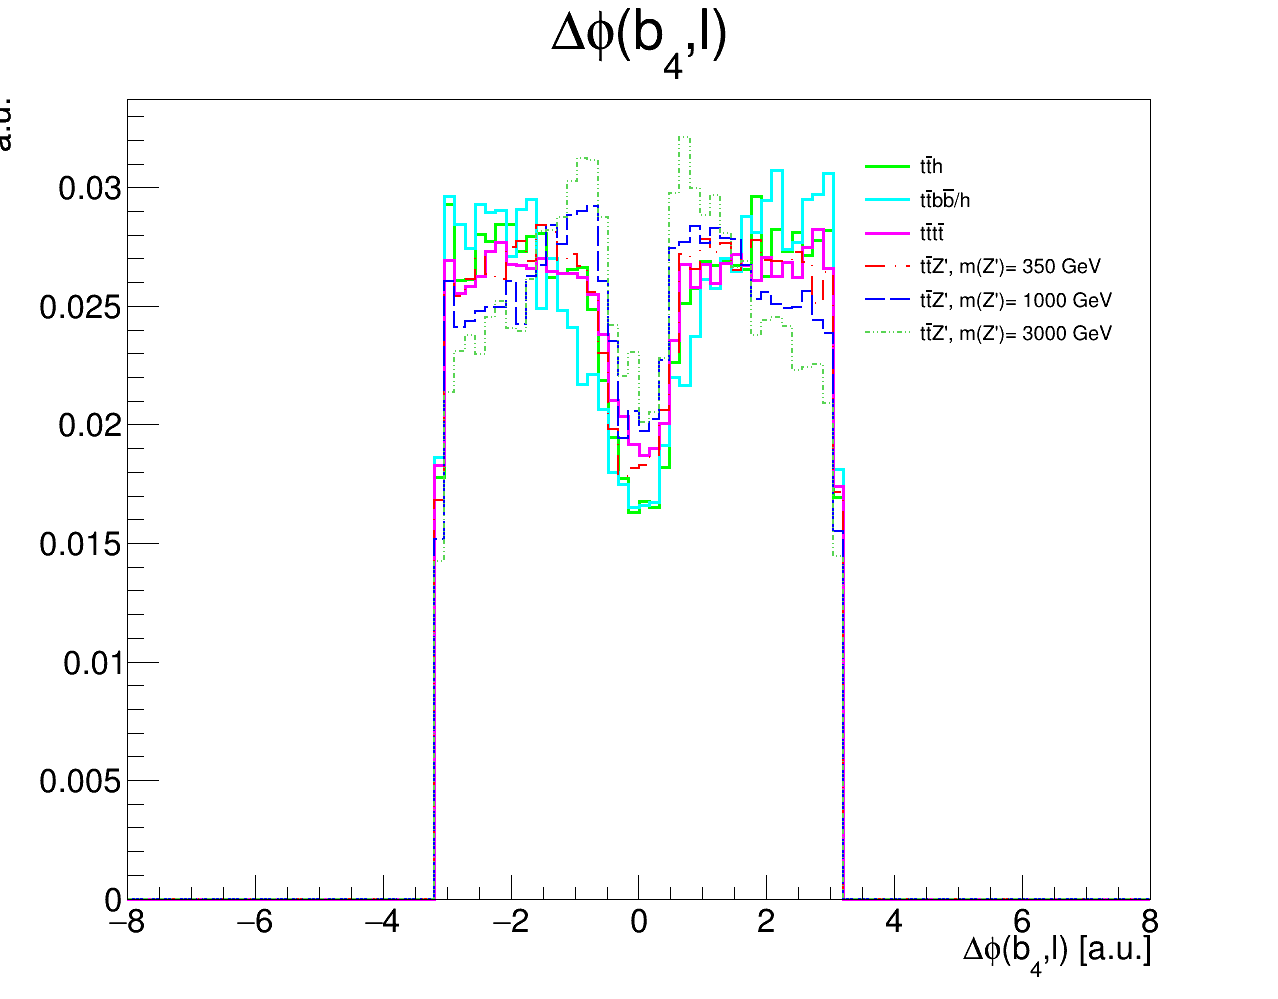 Δϕ(b₄,l)
a.u.
tt̄h
tt̄bb̄/h
tt̄tt̄
tt̄Z', m(Z')= 350 GeV
tt̄Z', m(Z')= 1000 GeV
tt̄Z', m(Z')= 3000 GeV
0.03
0.025
0.02
0.015
0.01
0.005
0
−8 −6 −4 −2 0 2 4 6 8
Δϕ(b₄,l) [a.u.]